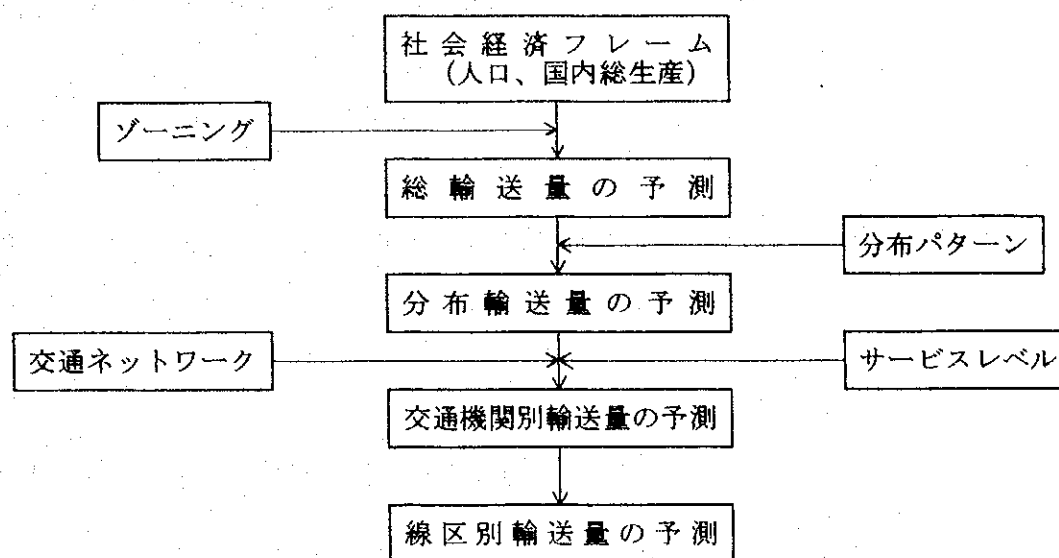 社会経済フレーム
(人口、国内総生産)
ゾーニング
総輸送量の予測
分布パターン
分布輸送量の予測
交通ネットワーク
サービスレベル
交通機関別輸送量の予測
線区別輸送量の予測